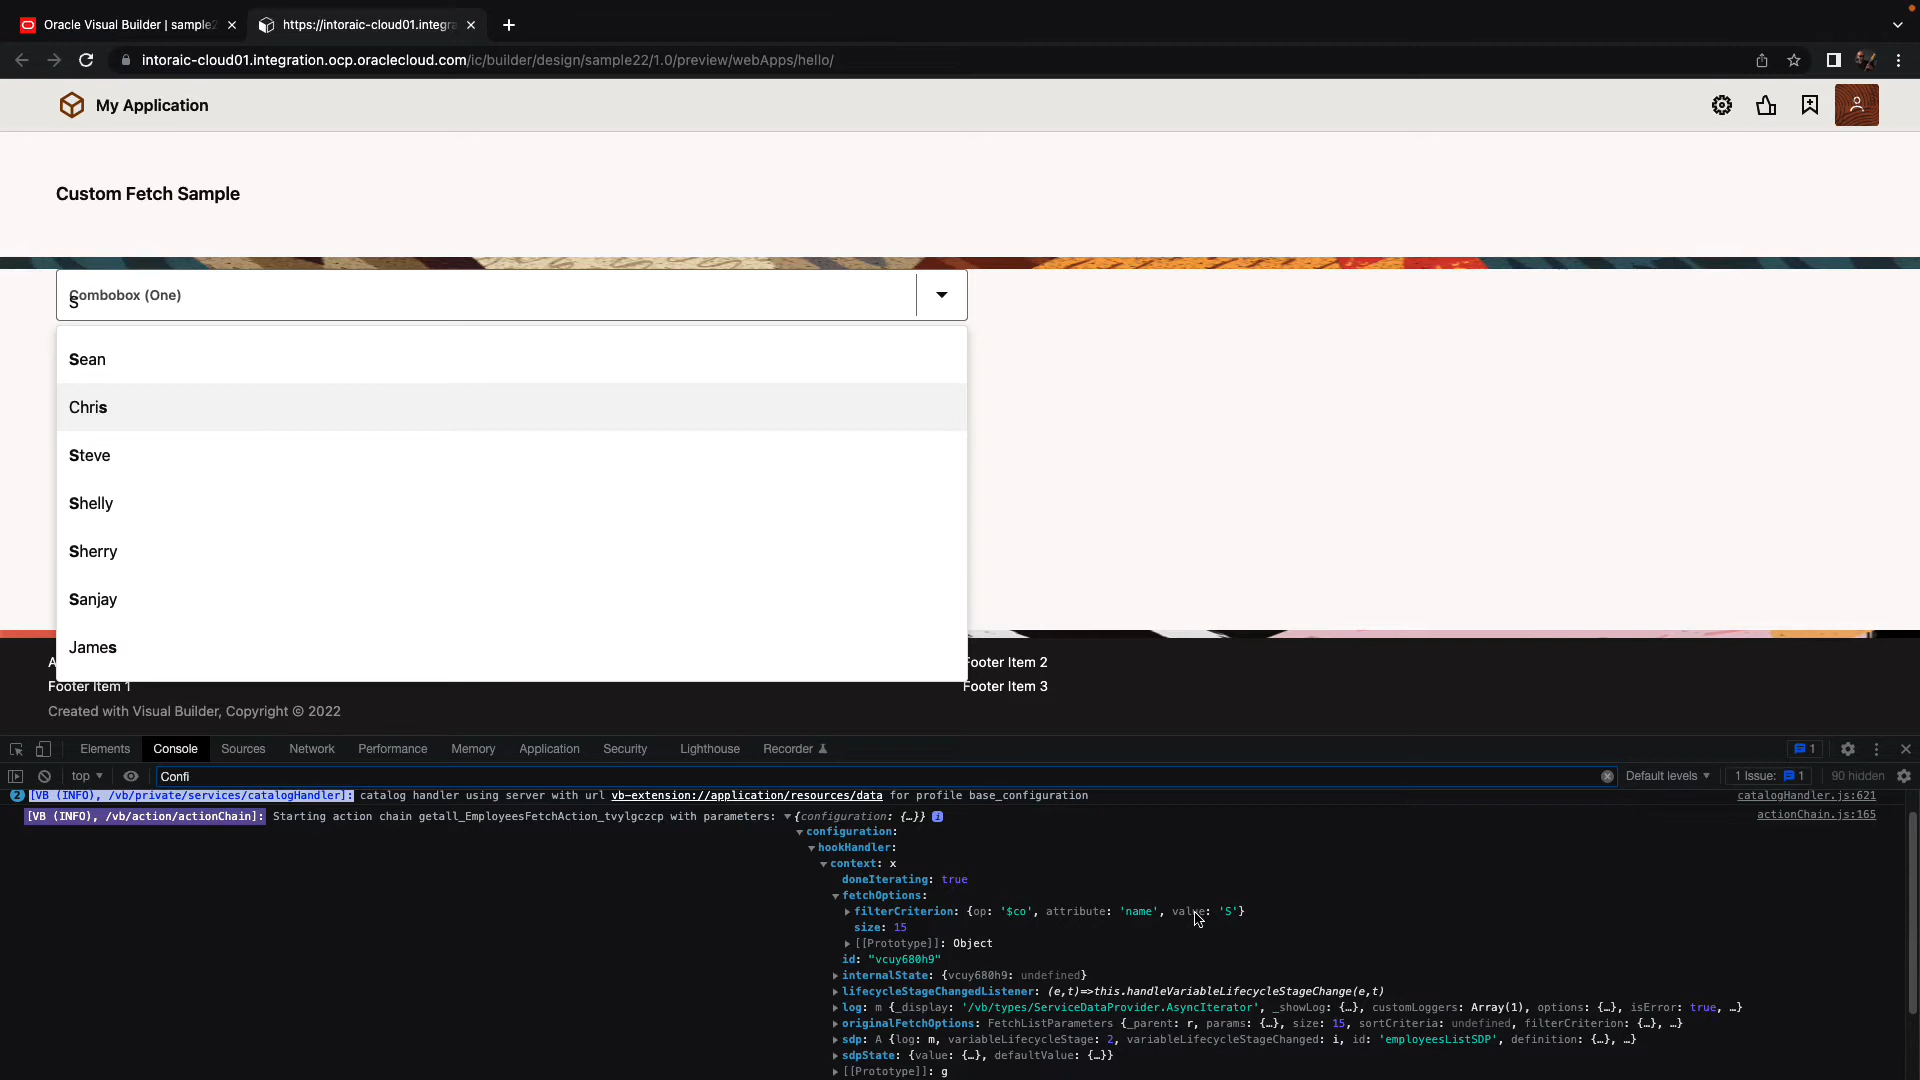 Oracle Visual Builder | sample2
https://intoraic-cloud01.integra
intoraic-cloud01.integration.ocp.oraclecloud.com/ic/builder/design/sample22/1.0/preview/webApps/hello/
My Application
Custom Fetch Sample
Combobox (One)
S
Sean
Chris
Steve
Shelly
Sherry
Sanjay
James
A
Footer Item 2
Footer Item 1
Footer Item 3
Created with Visual Builder, Copyright © 2022
Elements Console Sources Network Performance Memory Application Security Lighthouse Recorder 1
top Confi Default levels 1 Issue: 1 90 hidden
2 [VB (INFO), /vb/private/services/catalogHandler]: catalog handler using server with url vb-extension://application/resources/data for profile base_configuration catalogHandler.js:621
[VB (INFO), /vb/action/actionChain]: Starting action chain getall_EmployeesFetchAction_tvylgczcp with parameters: {configuration: {…}} i actionChain.js:165
configuration:
hookHandler:
context: x
doneIterating: true
fetchOptions:
filterCriterion: {op: '$co', attribute: 'name', value: 'S'}
size: 15
[[Prototype]]: Object
id: "vcuy680h9"
internalState: {vcuy680h9: undefined}
lifecycleStageChangedListener: (e,t)=>this.handleVariableLifecycleStageChange(e,t)
log: m {_display: '/vb/types/ServiceDataProvider.AsyncIterator', _showLog: {…}, customLoggers: Array(1), options: {…}, isError: true, …}
originalFetchOptions: FetchListParameters {_parent: r, params: {…}, size: 15, sortCriteria: undefined, filterCriterion: {…}, …}
sdp: A {log: m, variableLifecycleStage: 2, variableLifecycleStageChanged: i, id: 'employeesListSDP', definition: {…}, …}
sdpState: {value: {…}, defaultValue: {…}}
[[Prototype]]: g